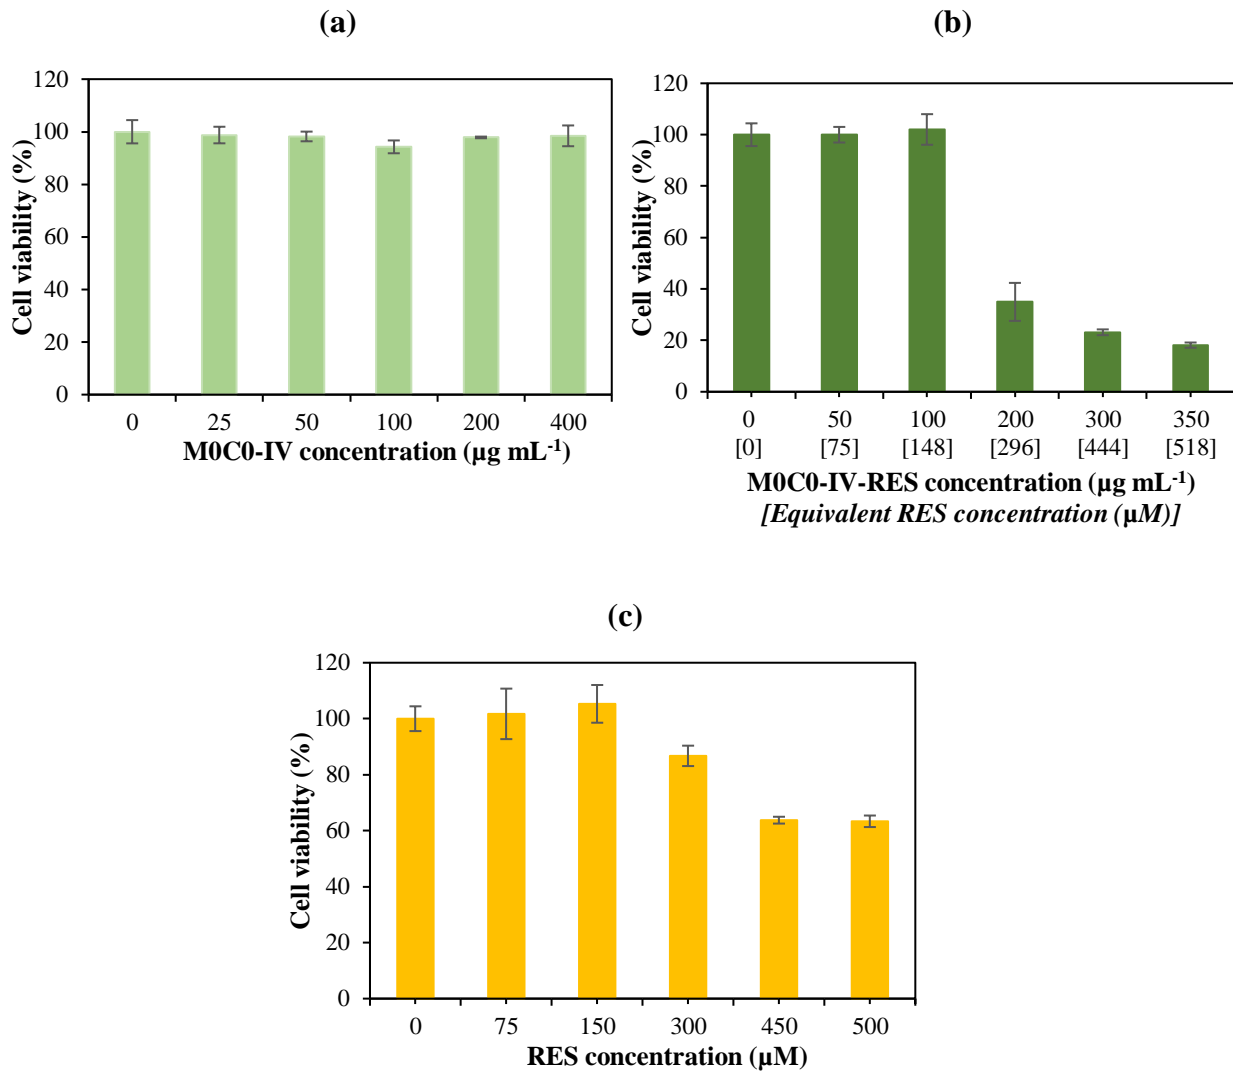 (a)
Cell viability (%)
120
100
80
60
40
20
0
0 25 50 100 200 400
M0C0-IV concentration (µg mL-1)
(b)
Cell viability (%)
120
100
80
60
40
20
0
0 50 100 200 300 350
[0] [75] [148] [296] [444] [518]
M0C0-IV-RES concentration (µg mL-1)
[Equivalent RES concentration (µM)]
(c)
Cell viability (%)
120
100
80
60
40
20
0
0 75 150 300 450 500
RES concentration (µM)